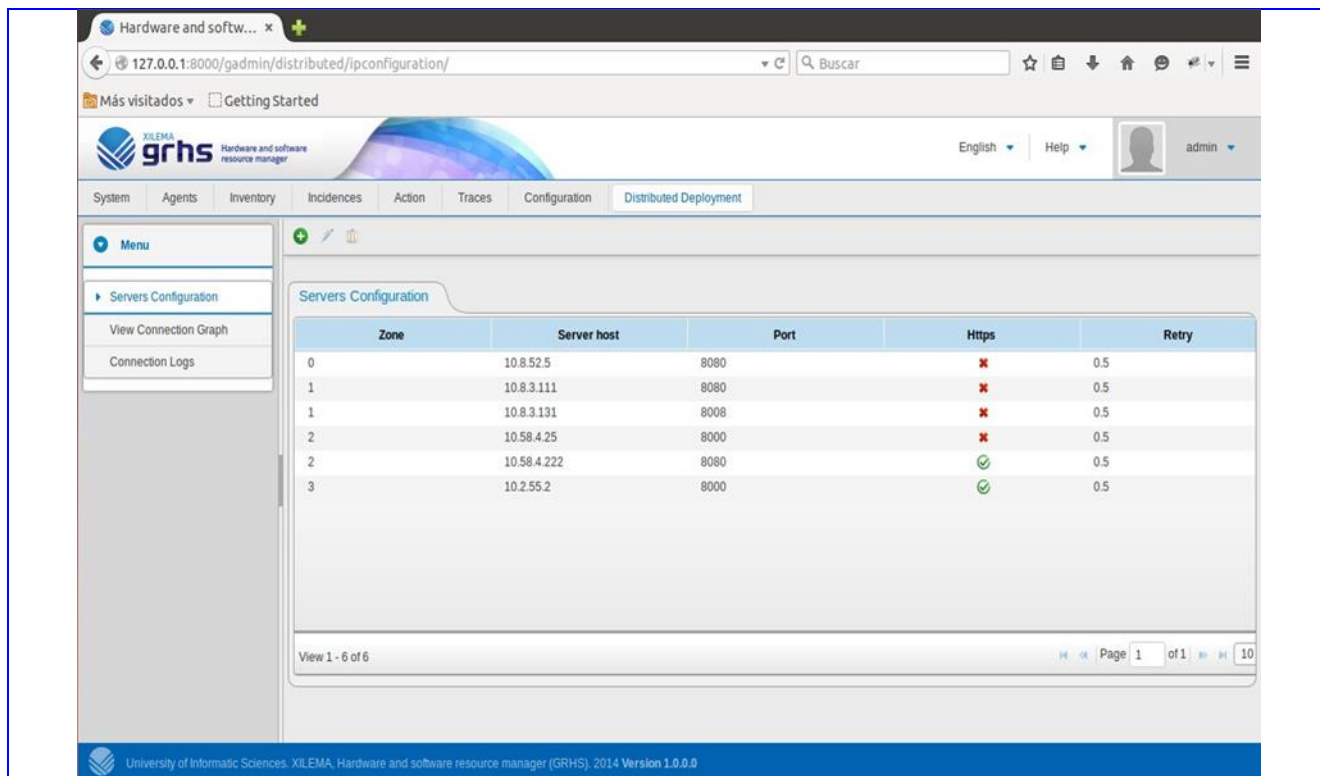 Hardware and softw... ×
127.0.0.1:8000/gadmin/distributed/ipconfiguration/
Buscar
Más visitados
Getting Started
XILEMA
grhs Hardware and software resource manager
English
Help
admin
System Agents Inventory Incidences Action Traces Configuration Distributed Deployment
Menu
Servers Configuration
View Connection Graph
Connection Logs
Servers Configuration
Zone Server host Port Https Retry
0 10.8.52.5 8080 0.5
1 10.8.3.111 8080 0.5
1 10.8.3.131 8008 0.5
2 10.58.4.25 8000 0.5
2 10.58.4.222 8080 0.5
3 10.2.55.2 8000 0.5
View 1 - 6 of 6
Page 1 of 1 10
University of Informatic Sciences. XILEMA, Hardware and software resource manager (GRHS). 2014 Version 1.0.0.0